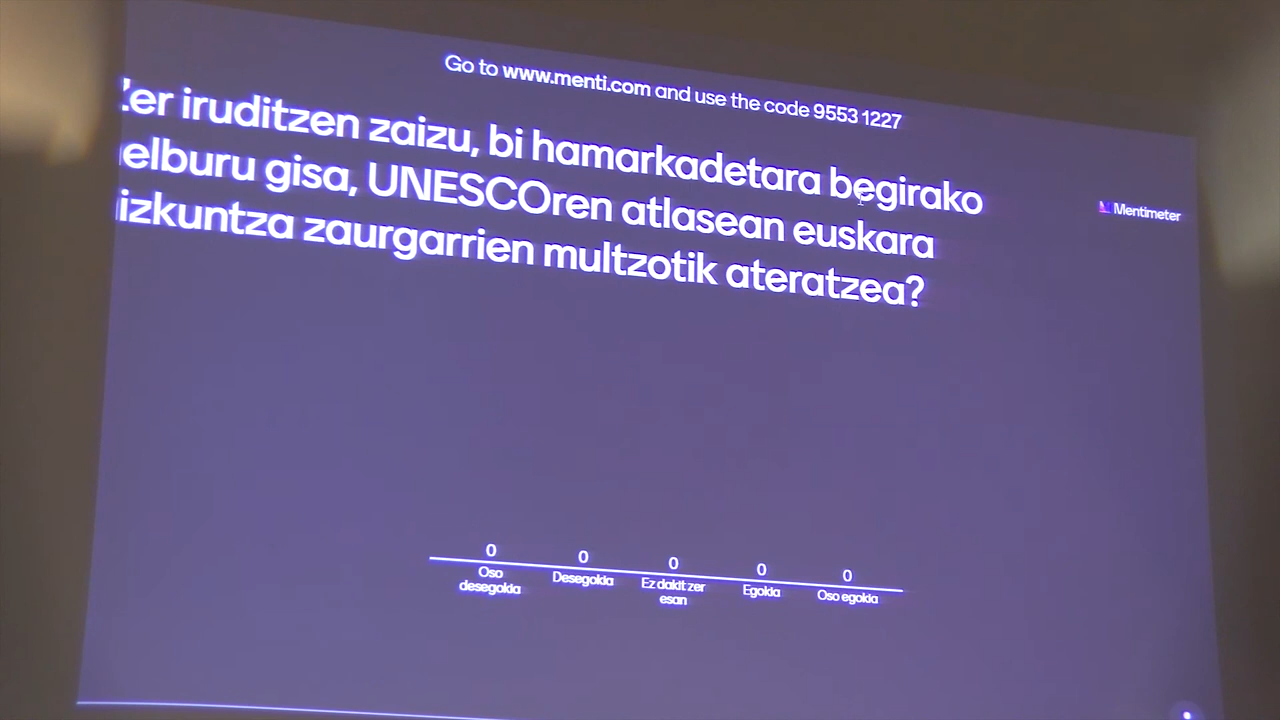 Go to www.menti.com and use the code 9553 1227
Zer iruditzen zaizu, bi hamarkadetara begirako
helburu gisa, UNESCOren atlasean euskara
hizkuntza zaurgarrien multzotik ateratzea?
Mentimeter
0 0 0 0 0
Oso desegokia
Desegokia
Ez dakit zer esan
Egokia
Oso egokia